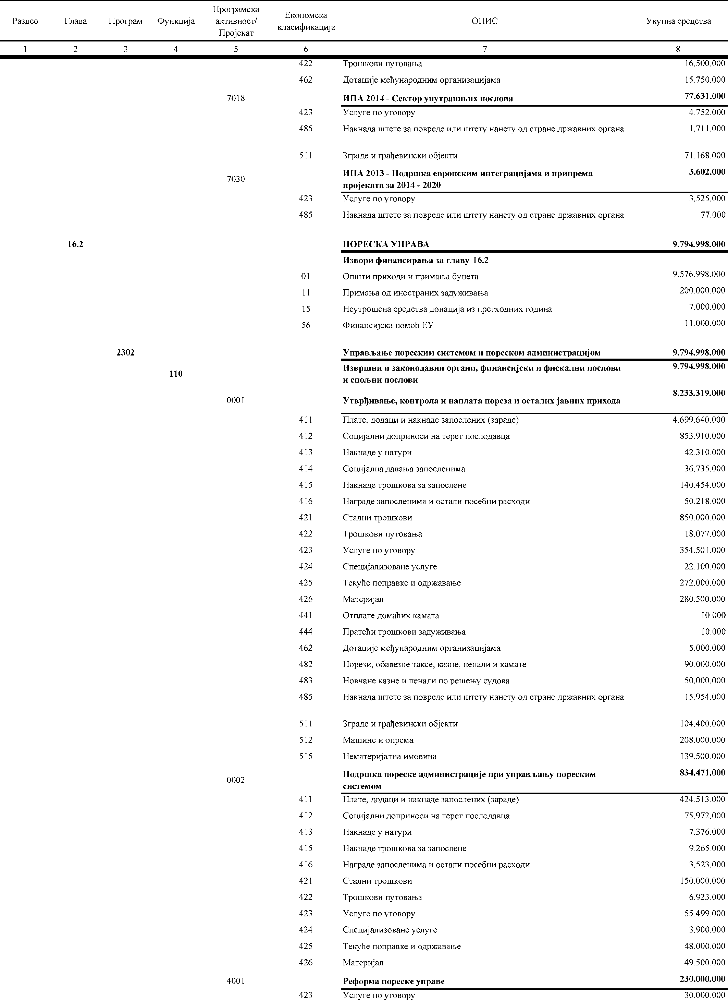 Раздео Глава Програм Функција Програмска активност/ Пројекат Економска класификација ОПИС Укупна средства
1 2 3 4 5 6 7 8
422 Трошкови путовања 16.500.000
462 Дотације међународним организацијама 15.750.000
7018 ИПА 2014 - Сектор унутрашњих послова 77.631.000
423 Услуге по уговору 4.752.000
485 Накнада штете за повреде или штету нанету од стране државних органа 1.711.000
511 Зграде и грађевински објекти 71.168.000
7030 ИПА 2013 - Подршка европским интеграцијама и припрема 3.602.000
пројеката за 2014 - 2020
423 Услуге по уговору 3.525.000
485 Накнада штете за повреде или штету нанету од стране државних органа 77.000
16.2 ПОРЕСКА УПРАВА 9.794.998.000
Извори финансирања за главу 16.2
01 Општи приходи и примања буџета 9.576.998.000
11 Примања од иностраних задуживања 200.000.000
15 Неутрошена средства донација из претходних година 7.000.000
56 Финансијска помоћ ЕУ 11.000.000
2302 Управљање пореским системом и пореском администрацијом 9.794.998.000
110 Извршни и законодавни органи, финансијски и фискални послови 9.794.998.000
и спољни послови
0001 Утврђивање, контрола и наплата пореза и осталих јавних прихода 8.233.319.000
411 Плате, додаци и накнаде запослених (зараде) 4.699.640.000
412 Социјални доприноси на терет послодавца 853.910.000
413 Накнаде у натури 42.310.000
414 Социјална давања запосленима 36.735.000
415 Накнаде трошкова за запослене 140.454.000
416 Награде запосленима и остали посебни расходи 50.218.000
421 Стални трошкови 850.000.000
422 Трошкови путовања 18.077.000
423 Услуге по уговору 354.501.000
424 Специјализоване услуге 22.100.000
425 Текуће поправке и одржавање 272.000.000
426 Материјал 280.500.000
441 Отплате домаћих камата 10.000
444 Пратећи трошкови задуживања 10.000
462 Дотације међународним организацијама 5.000.000
482 Порези, обавезне таксе, казне, пенали и камате 90.000.000
483 Новчане казне и пенали по решењу судова 50.000.000
485 Накнада штете за повреде или штету нанету од стране државних органа 15.954.000
511 Зграде и грађевински објекти 104.400.000
512 Машине и опрема 208.000.000
515 Нематеријална имовина 139.500.000
0002 Подршка пореске администрације при управљању пореским 834.471.000
системом
411 Плате, додаци и накнаде запослених (зараде) 424.513.000
412 Социјални доприноси на терет послодавца 75.972.000
413 Накнаде у натури 7.376.000
415 Накнаде трошкова за запослене 9.265.000
416 Награде запосленима и остали посебни расходи 3.523.000
421 Стални трошкови 150.000.000
422 Трошкови путовања 6.923.000
423 Услуге по уговору 55.499.000
424 Специјализоване услуге 3.900.000
425 Текуће поправке и одржавање 48.000.000
426 Материјал 49.500.000
4001 Реформа пореске управе 230.000.000
423 Услуге по уговору 30.000.000